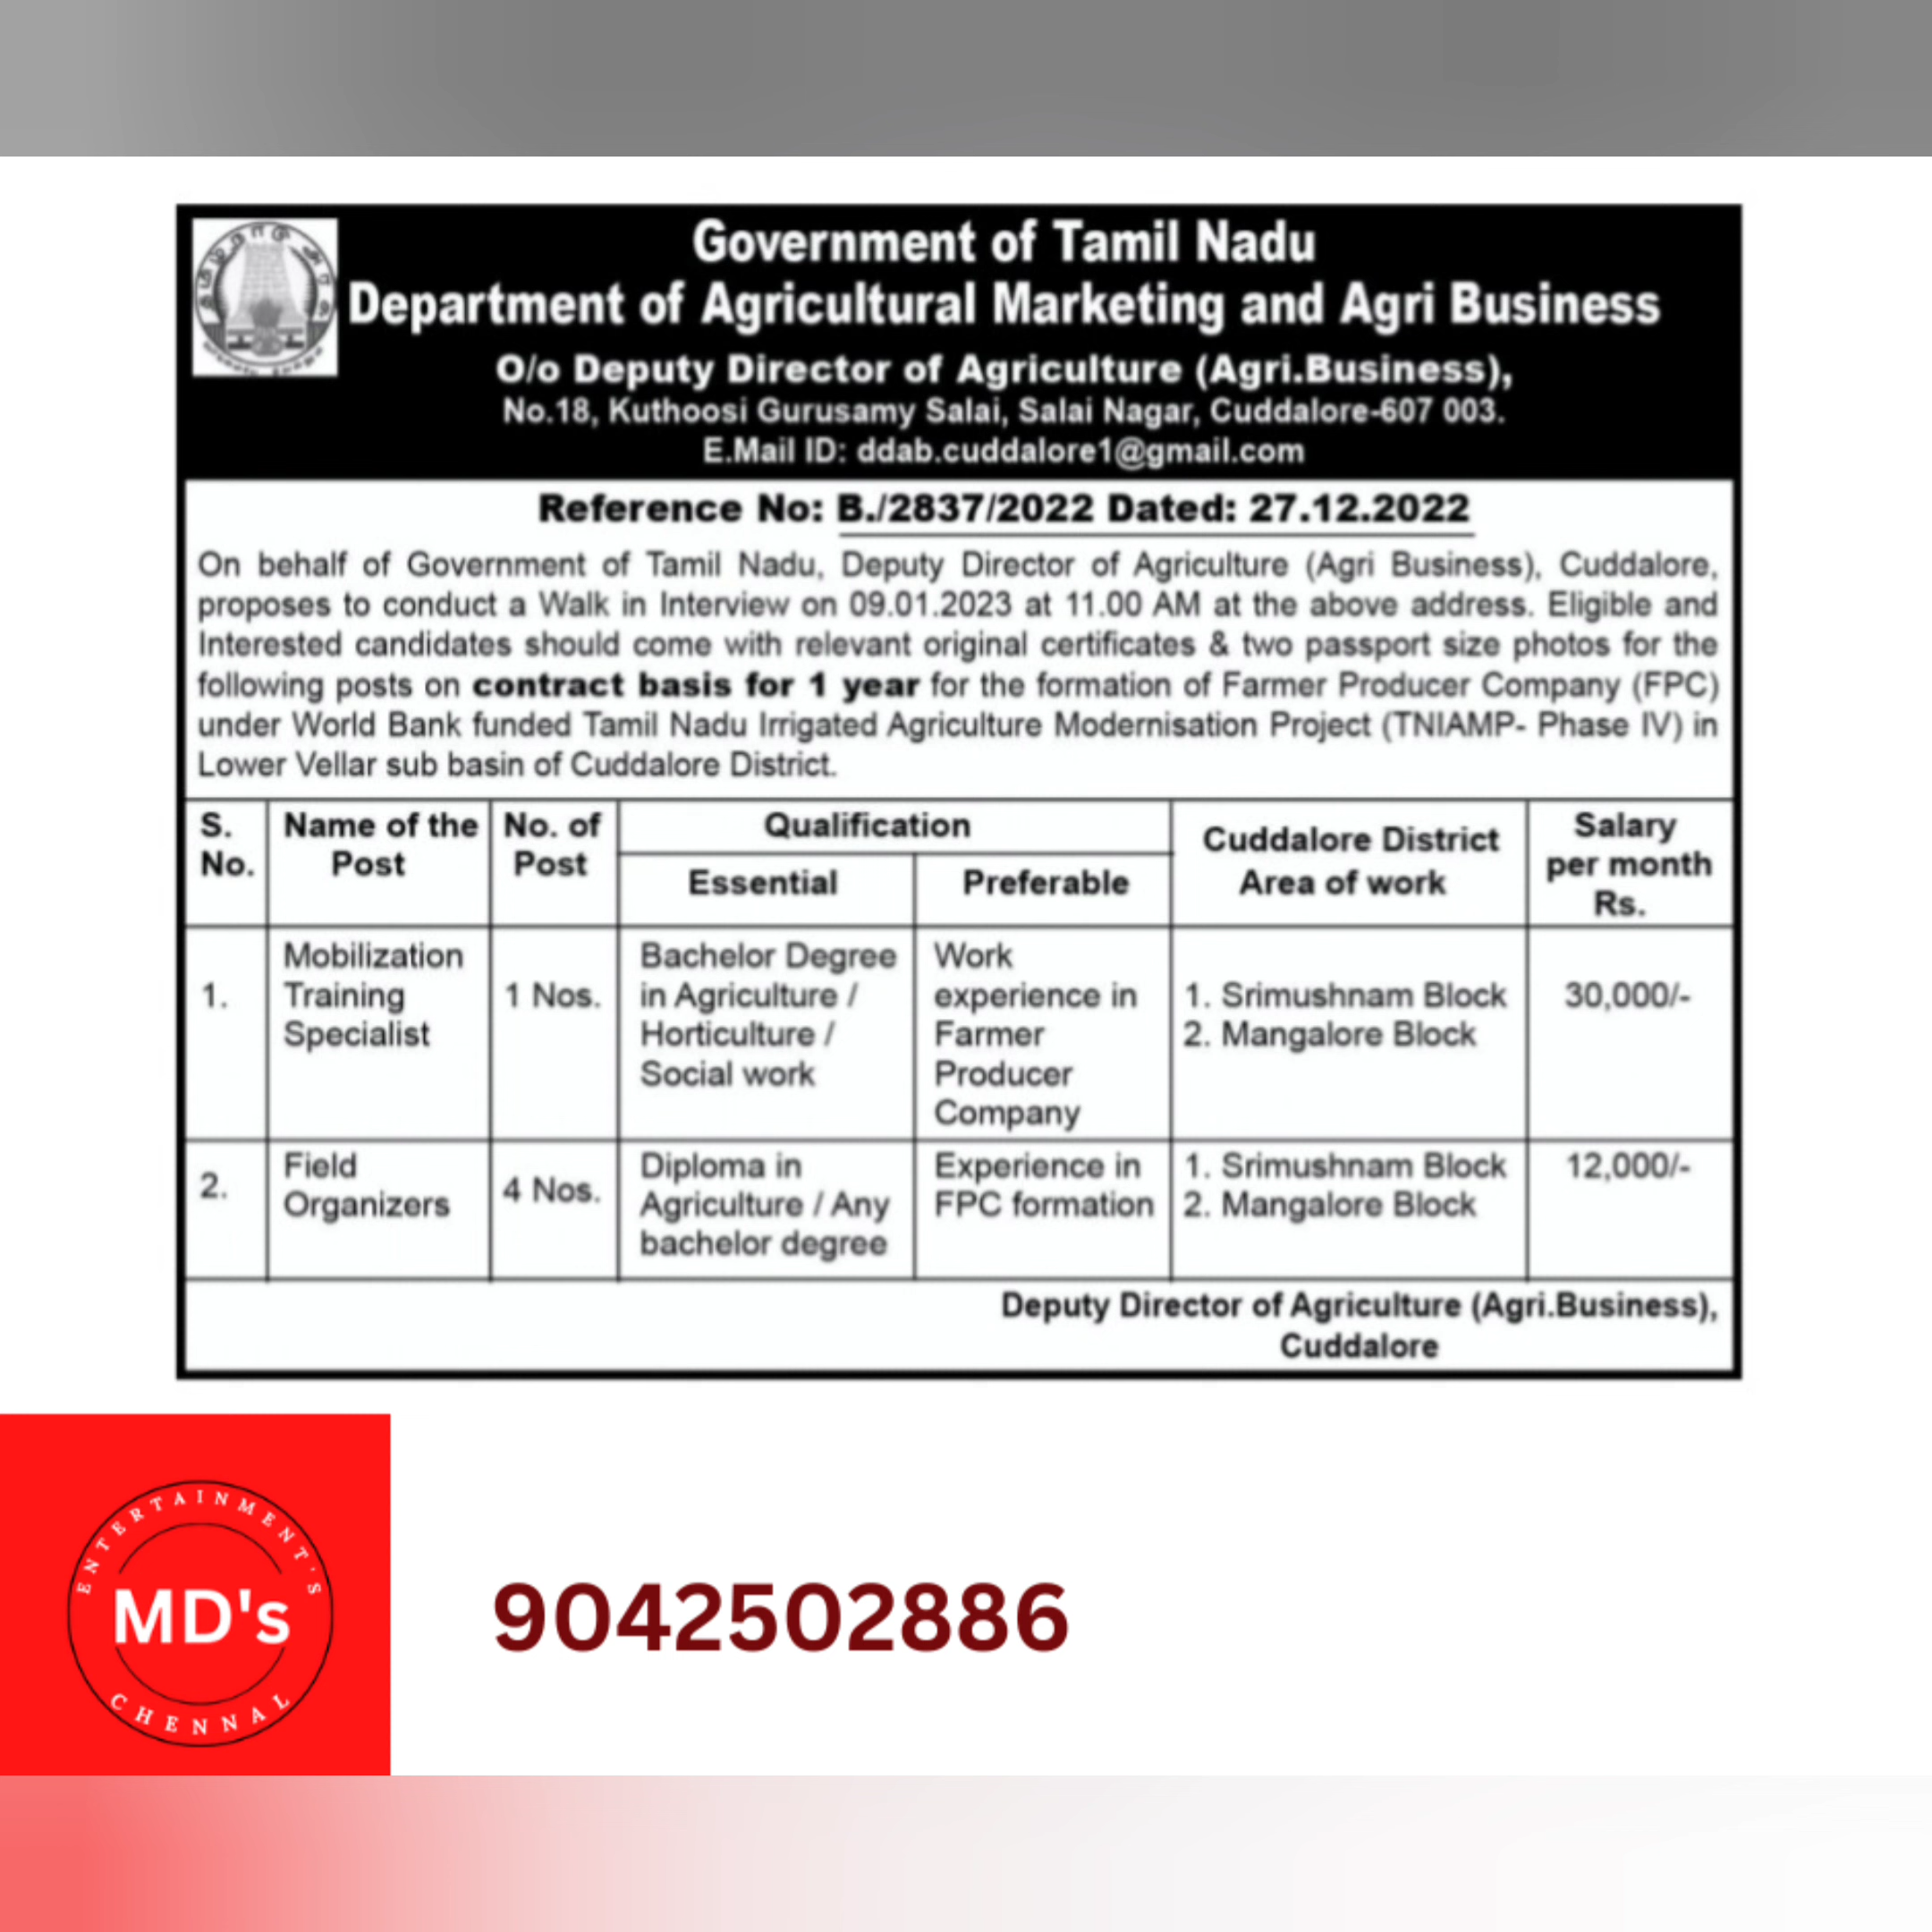 Government of Tamil Nadu
Department of Agricultural Marketing and Agri Business
O/o Deputy Director of Agriculture (Agri.Business),
No.18, Kuthoosi Gurusamy Salai, Salai Nagar, Cuddalore-607 003.
E.Mail ID: ddab.cuddalore1@gmail.com
Reference No: B./2837/2022 Dated: 27.12.2022
On behalf of Government of Tamil Nadu, Deputy Director of Agriculture (Agri Business), Cuddalore,
proposes to conduct a Walk in Interview on 09.01.2023 at 11.00 AM at the above address. Eligible and
Interested candidates should come with relevant original certificates & two passport size photos for the
following posts on contract basis for 1 year for the formation of Farmer Producer Company (FPC)
under World Bank funded Tamil Nadu Irrigated Agriculture Modernisation Project (TNIAMP- Phase IV) in
Lower Vellar sub basin of Cuddalore District.
S.
No.
Name of the
Post
No. of
Post
Qualification
Essential
Preferable
Cuddalore District
Area of work
Salary
per month
Rs.
1.
Mobilization
Training
Specialist
1 Nos.
Bachelor Degree
in Agriculture /
Horticulture /
Social work
Work
experience in
Farmer
Producer
Company
1. Srimushnam Block
2. Mangalore Block
30,000/-
2.
Field
Organizers
4 Nos.
Diploma in
Agriculture / Any
bachelor degree
Experience in
FPC formation
1. Srimushnam Block
2. Mangalore Block
12,000/-
Deputy Director of Agriculture (Agri.Business),
Cuddalore
ENTERTAINMENT'S
MD's
CHENNAL
9042502886